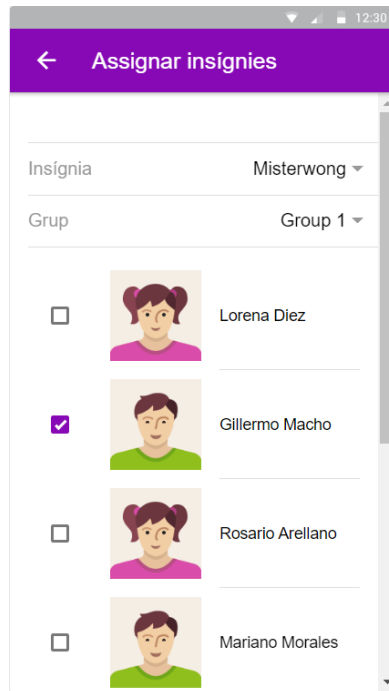 12:30
Assignar insígnies
Insígnia Misterwong
Grup Group 1
Lorena Diez
Gillermo Macho
Rosario Arellano
Mariano Morales